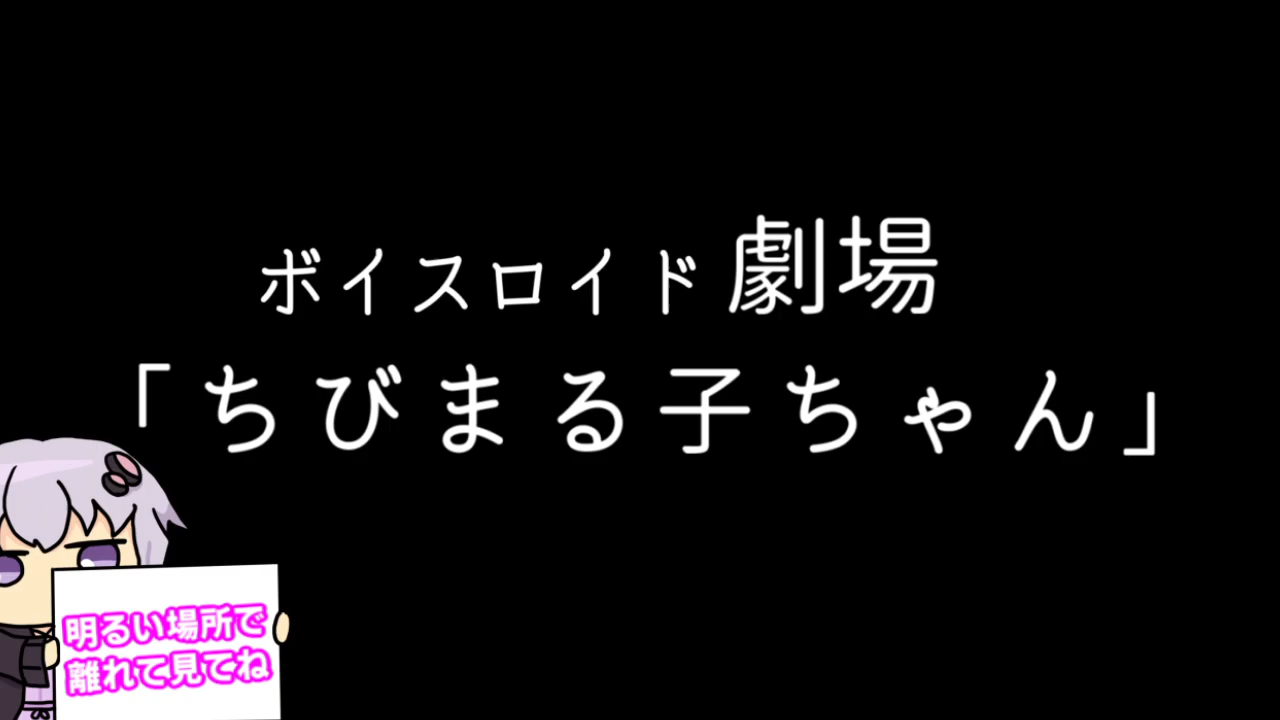 ボイスロイド劇場
「ちびまる子ちゃん」
明るい場所で
離れて見てね